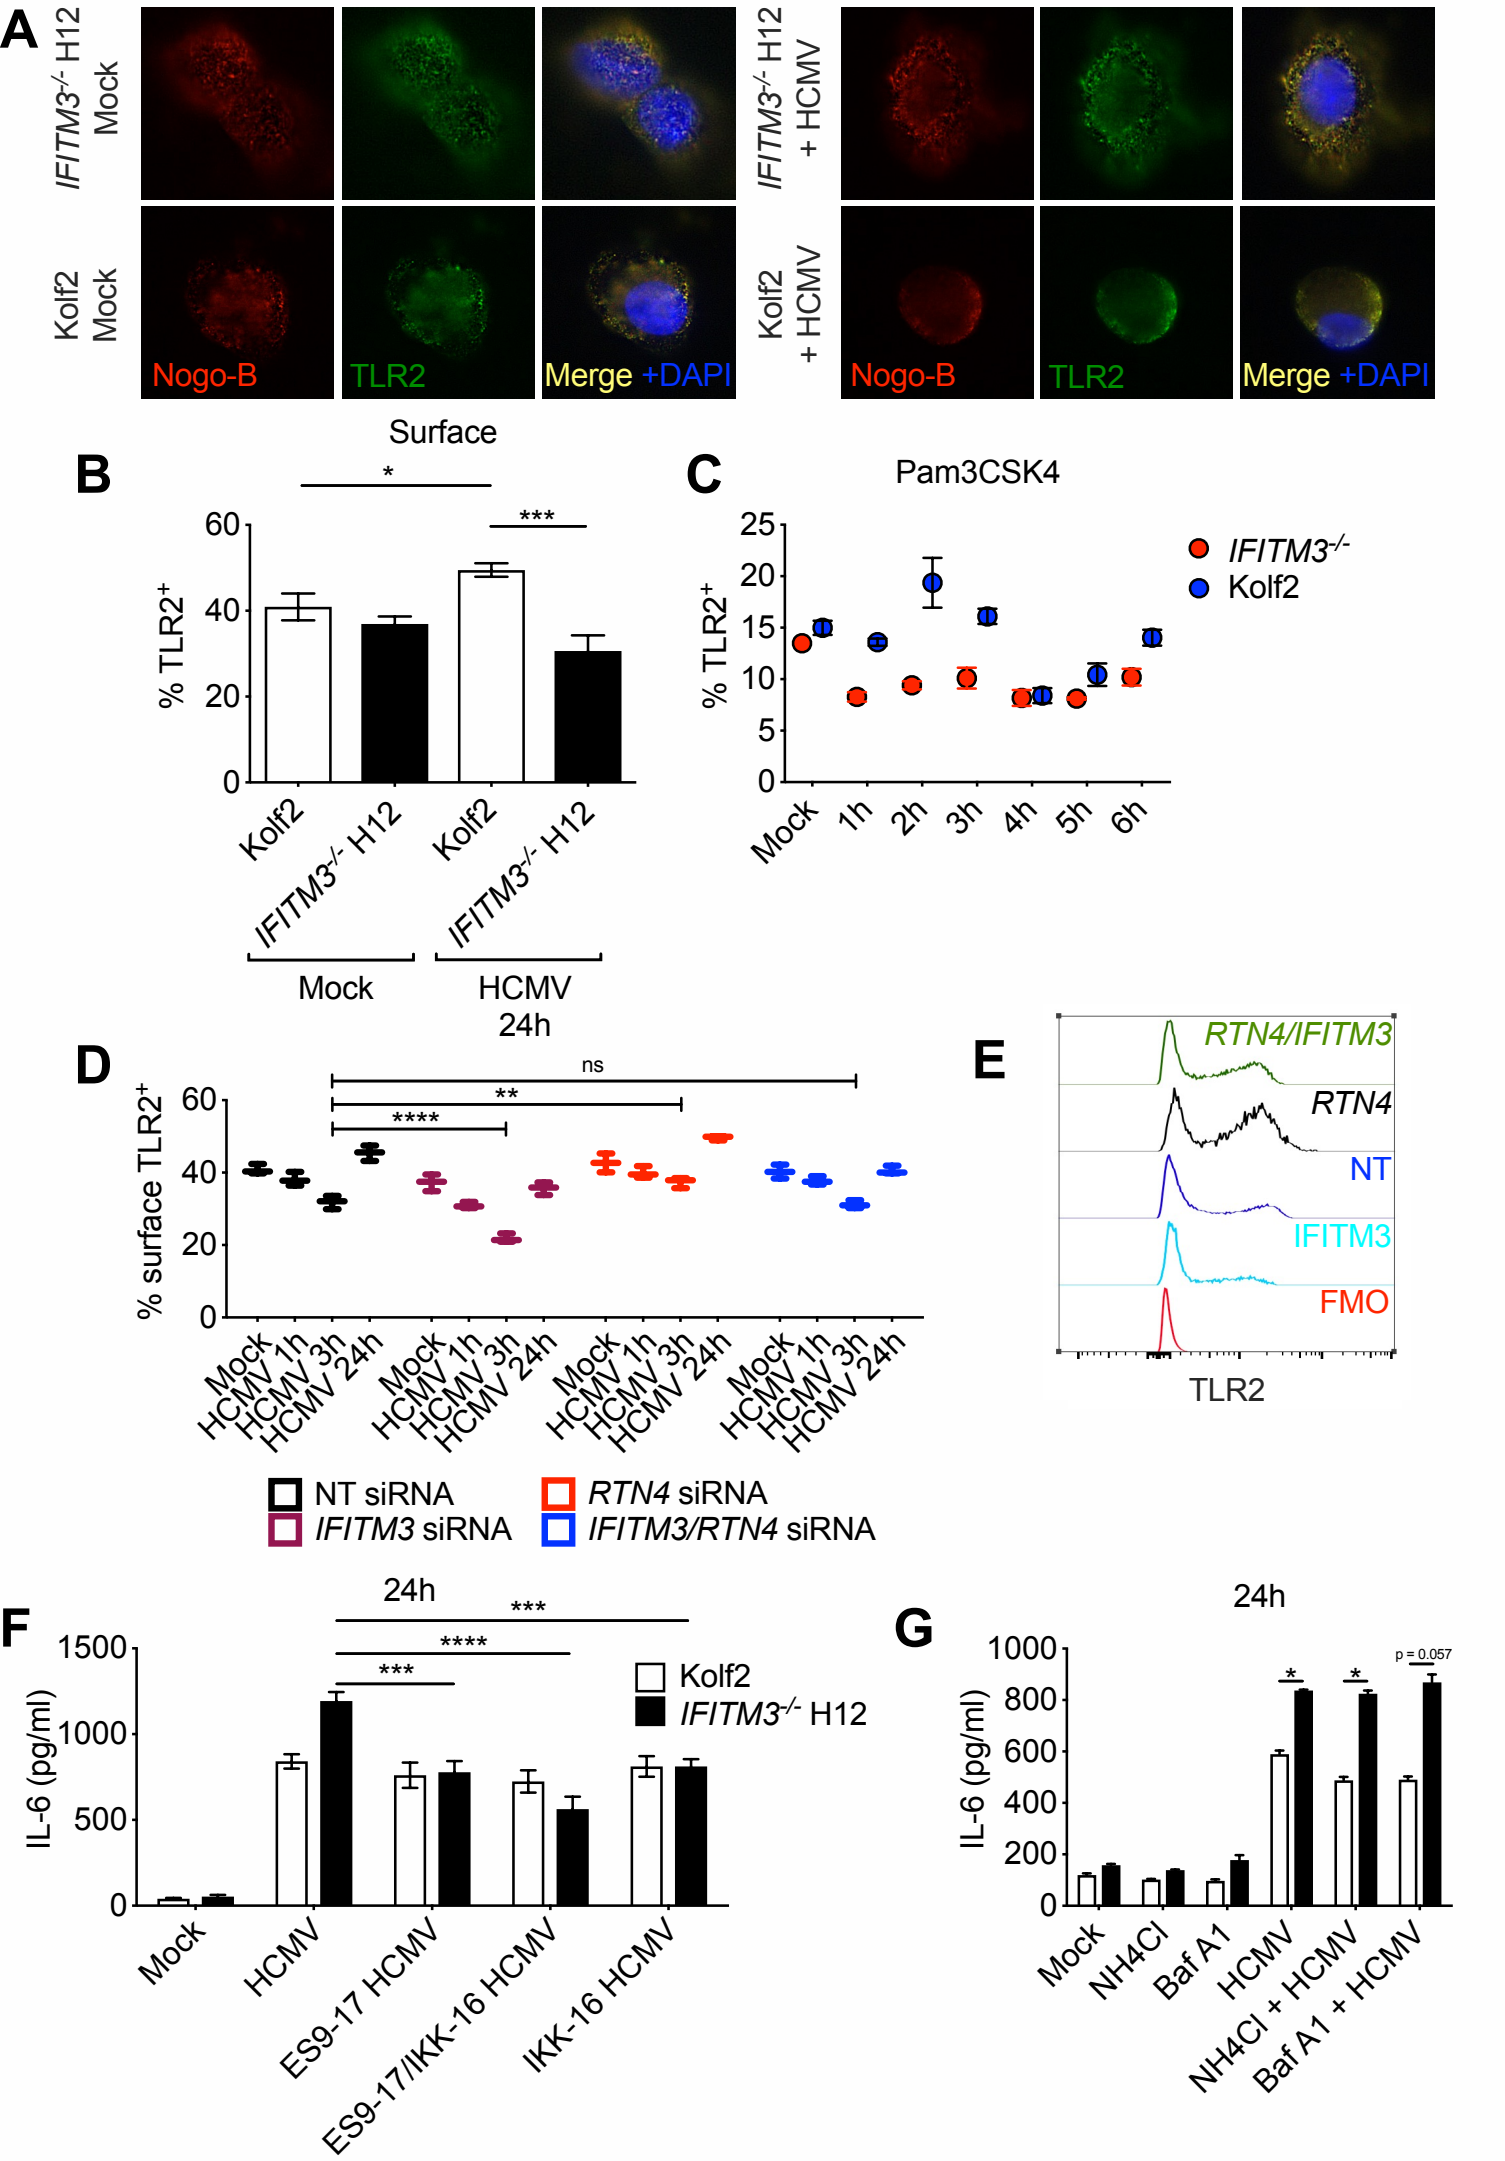 A
IFITM3-/- H12
Mock
IFITM3-/- H12
+ HCMV
Kolf2
Mock
Kolf2
+ HCMV
Nogo-B
TLR2
Merge +DAPI
Nogo-B
TLR2
Merge +DAPI
B
Surface
*
***
% TLR2+
60
40
20
0
Kolf2
IFITM3-/- H12
Kolf2
IFITM3-/- H12
Mock
HCMV
24h
C
Pam3CSK4
% TLR2+
25
20
15
10
5
0
Mock
1h
2h
3h
4h
5h
6h
IFITM3-/-
Kolf2
D
ns
**
****
% surface TLR2+
60
40
20
0
Mock
HCMV 1h
HCMV 3h
HCMV 24h
Mock
HCMV 1h
HCMV 3h
HCMV 24h
Mock
HCMV 1h
HCMV 3h
HCMV 24h
Mock
HCMV 1h
HCMV 3h
HCMV 24h
NT siRNA
RTN4 siRNA
IFITM3 siRNA
IFITM3/RTN4 siRNA
E
RTN4/IFITM3
RTN4
NT
IFITM3
FMO
TLR2
F
24h
***
****
***
IL-6 (pg/ml)
1500
1000
500
0
Kolf2
IFITM3-/- H12
Mock
HCMV
ES9-17 HCMV
ES9-17/IKK-16 HCMV
IKK-16 HCMV
G
24h
p = 0.057
*
*
IL-6 (pg/ml)
1000
800
600
400
200
0
Mock
NH4Cl
Baf A1
HCMV
NH4Cl + HCMV
Baf A1 + HCMV